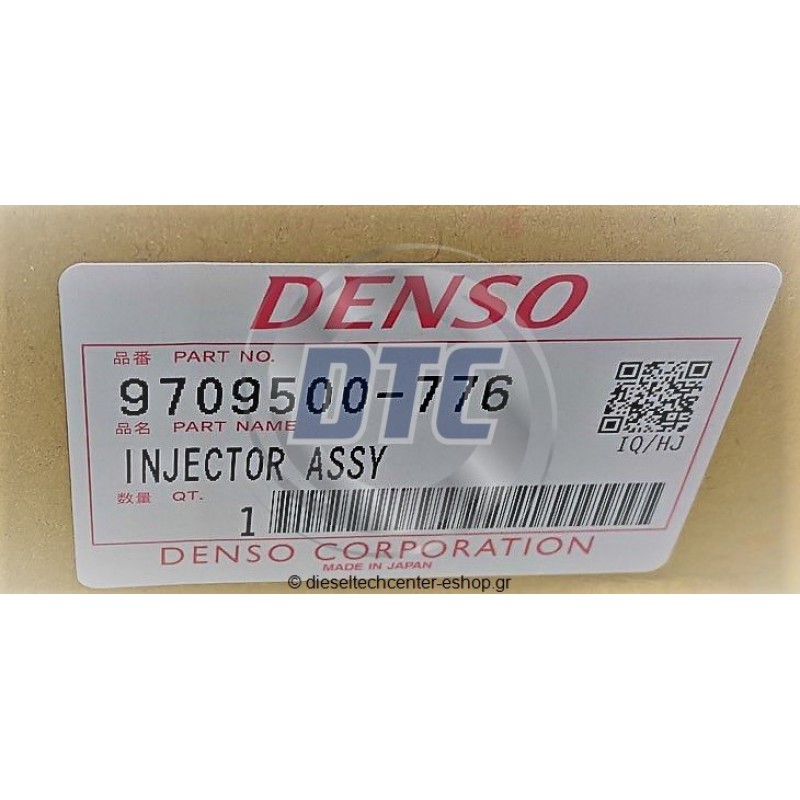 DENSO
品番 PART NO.
9709500-776
品名 PART NAME
INJECTOR ASSY
IQ/HJ
数量 QT.
1
DENSO CORPORATION
MADE IN JAPAN
DTC
© dieseltechcenter-eshop.gr